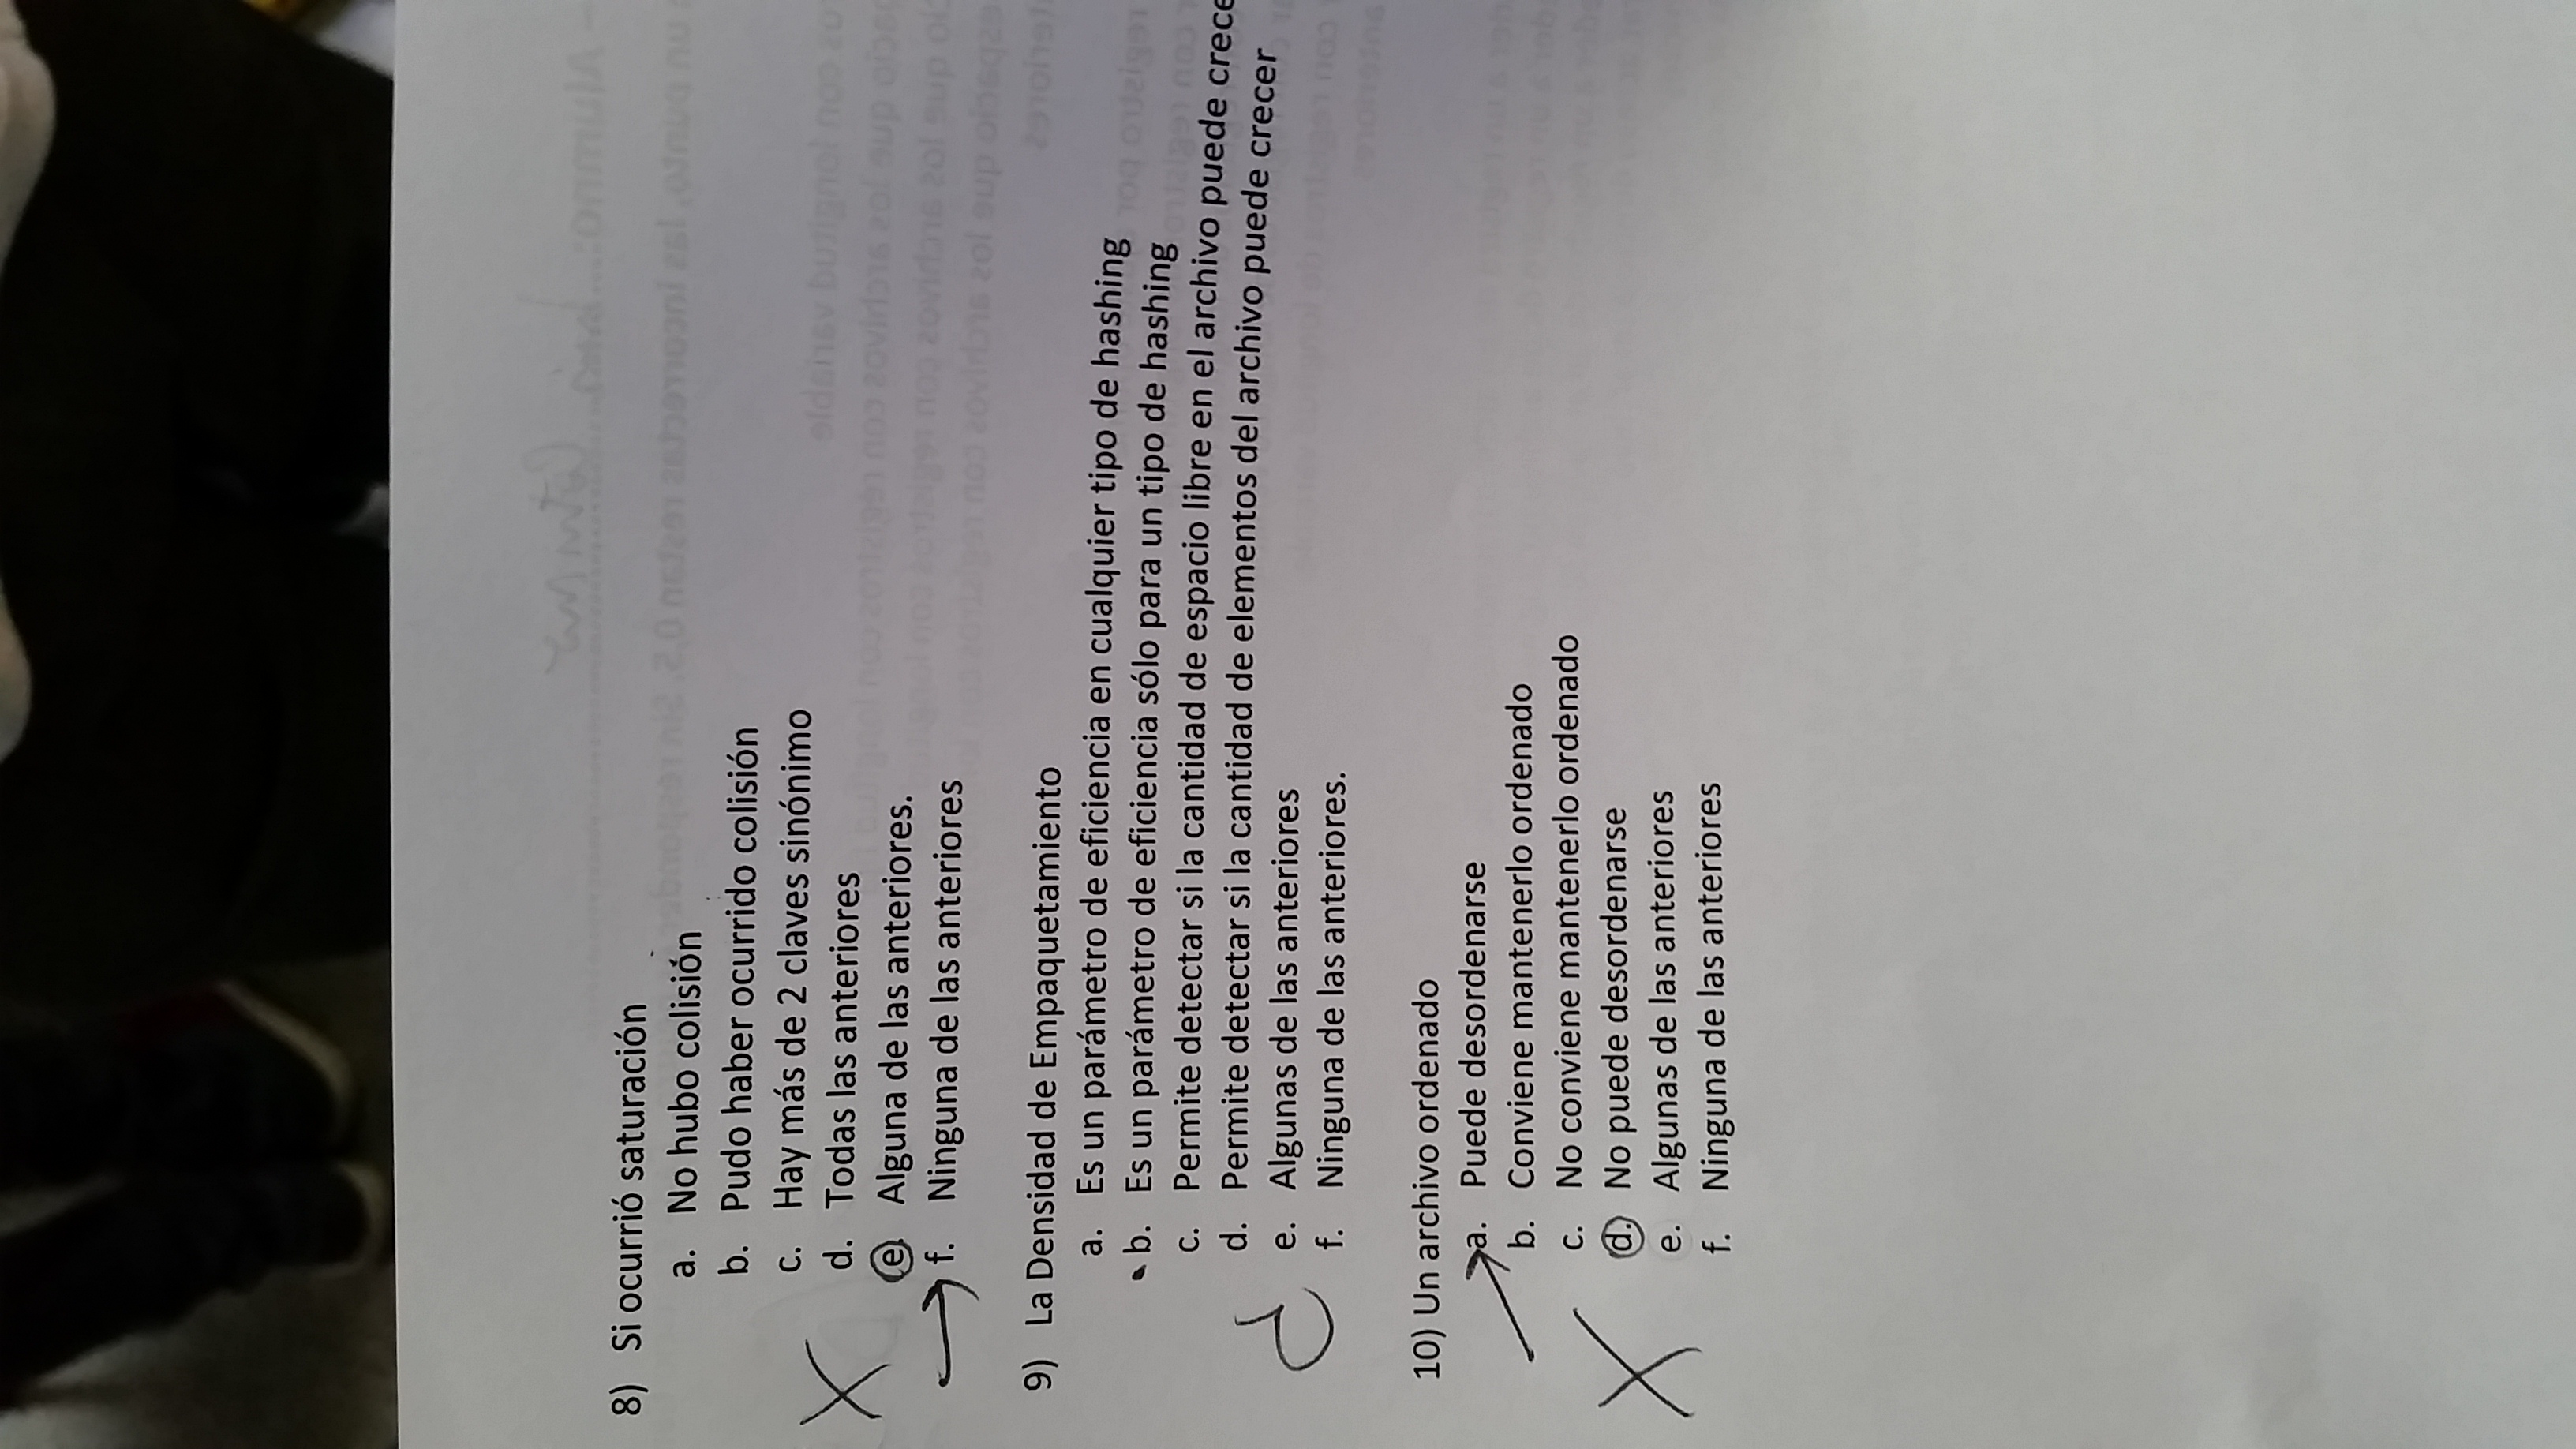 8) Si ocurrió saturación
a. No hubo colisión
b. Pudo haber ocurrido colisión
c. Hay más de 2 claves sinónimo
d. Todas las anteriores
e. Alguna de las anteriores.
f. Ninguna de las anteriores
9) La Densidad de Empaquetamiento
a. Es un parámetro de eficiencia en cualquier tipo de hashing
b. Es un parámetro de eficiencia sólo para un tipo de hashing
c. Permite detectar si la cantidad de espacio libre en el archivo puede crece
d. Permite detectar si la cantidad de elementos del archivo puede crecer
e. Algunas de las anteriores
f. Ninguna de las anteriores.
10) Un archivo ordenado
a. Puede desordenarse
b. Conviene mantenerlo ordenado
c. No conviene mantenerlo ordenado
d. No puede desordenarse
e. Algunas de las anteriores
f. Ninguna de las anteriores